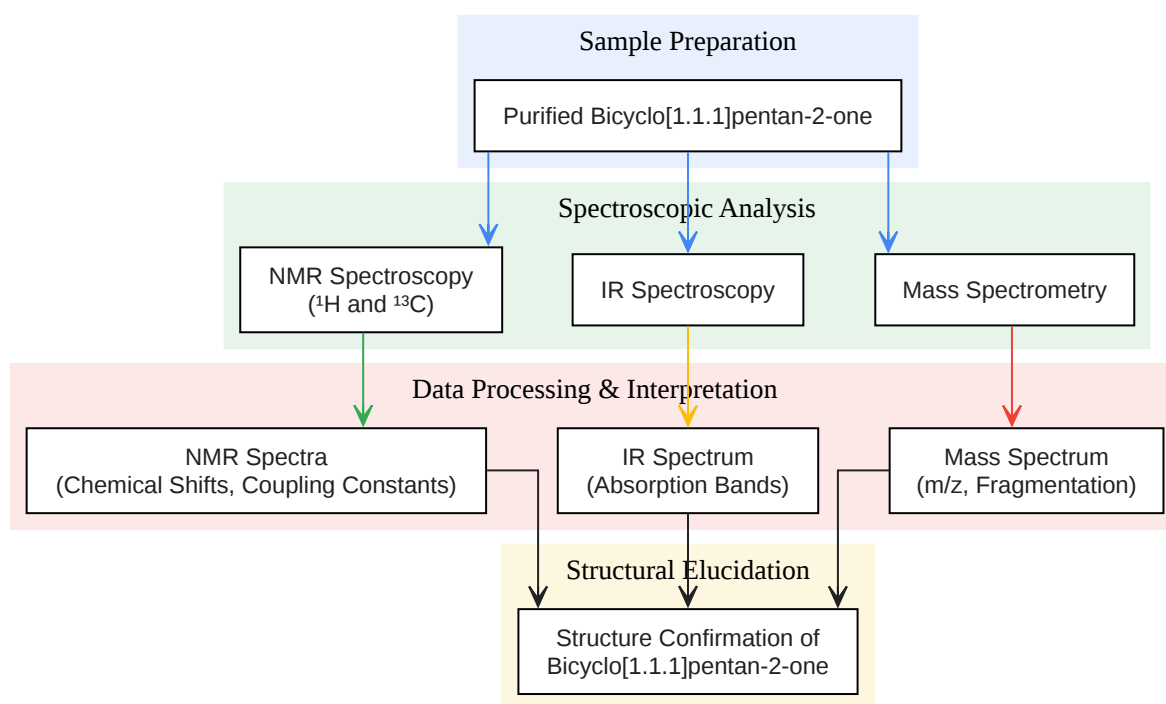 Sample Preparation
Purified Bicyclo[1.1.1]pentan-2-one
Spectroscopic Analysis
NMR Spectroscopy
(¹H and ¹³C)
IR Spectroscopy
Mass Spectrometry
Data Processing & Interpretation
NMR Spectra
(Chemical Shifts, Coupling Constants)
IR Spectrum
(Absorption Bands)
Mass Spectrum
(m/z, Fragmentation)
Structural Elucidation
Structure Confirmation of
Bicyclo[1.1.1]pentan-2-one